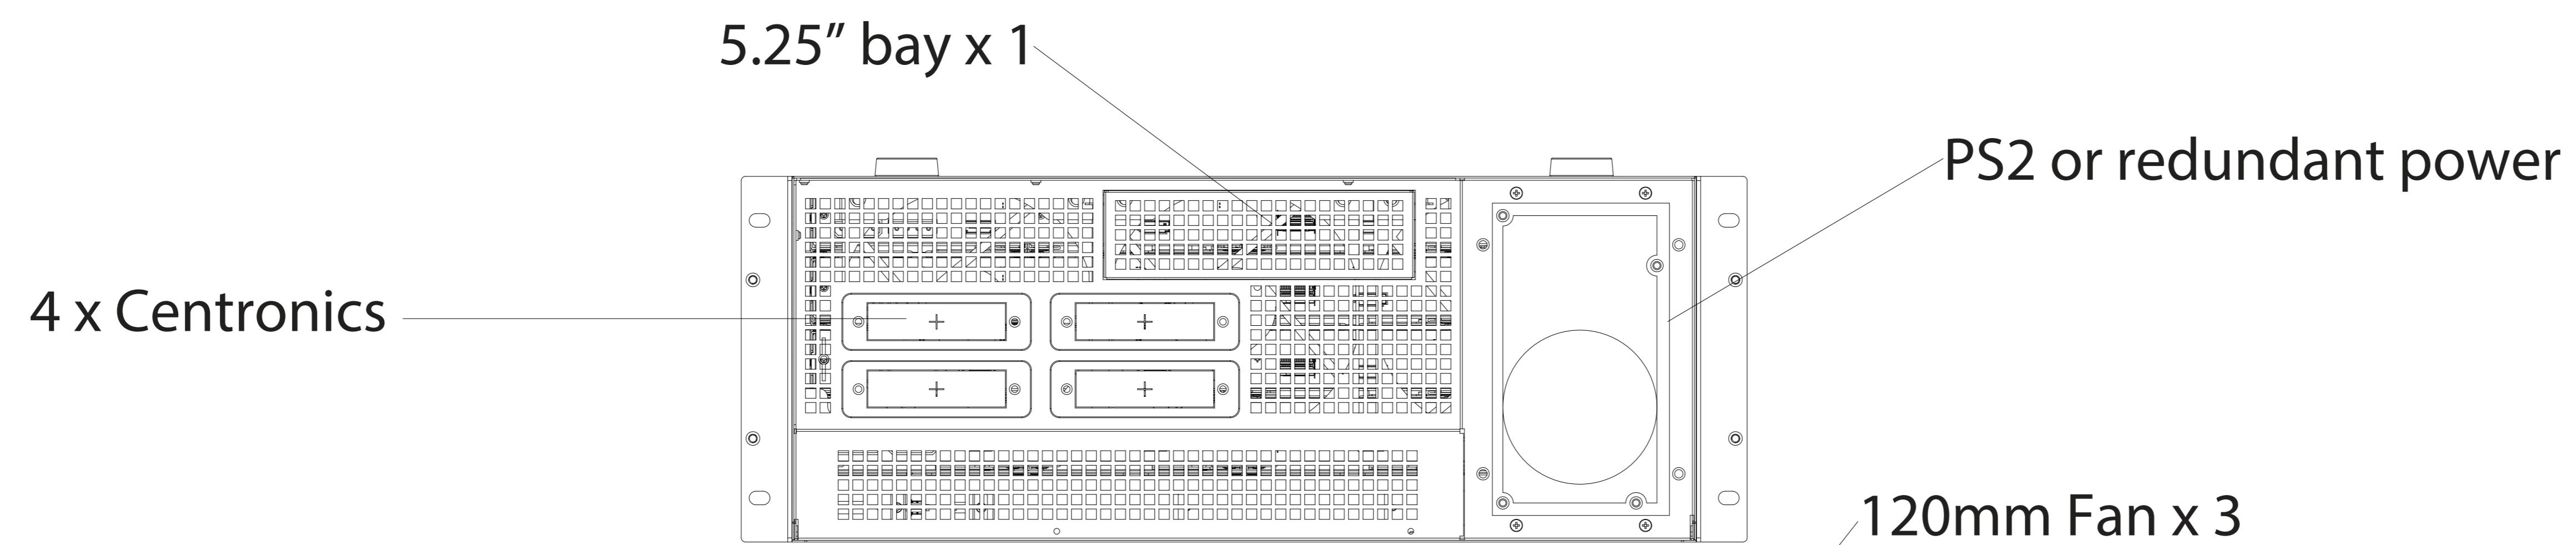 5.25” bay x 1
PS2 or redundant power
4 x Centronics
120mm Fan x 3